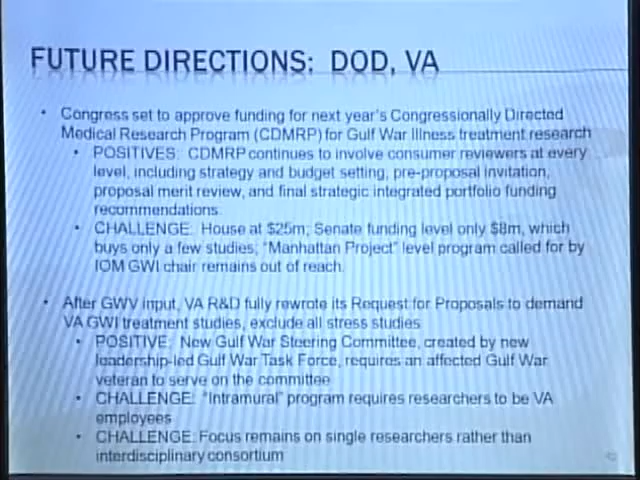 FUTURE DIRECTIONS: DOD, VA
• Congress set to approve funding for next year's Congressionally Directed
Medical Research Program (CDMRP) for Gulf War Illness treatment research
• POSITIVES: CDMRP continues to involve consumer reviewers at every
level, including strategy and budget setting, pre-proposal invitation,
proposal merit review, and final strategic integrated portfolio funding
recommendations.
• CHALLENGE: House at $25m; Senate funding level only $8m, which
buys only a few studies; "Manhattan Project" level program called for by
IOM GWI chair remains out of reach.
• After GWV input, VA R&D fully rewrote its Request for Proposals to demand
VA GWI treatment studies, exclude all stress studies
• POSITIVE: New Gulf War Steering Committee, created by new
leadership-led Gulf War Task Force, requires an affected Gulf War
veteran to serve on the committee
• CHALLENGE: "Intramural" program requires researchers to be VA
employees
• CHALLENGE: Focus remains on single researchers rather than
interdisciplinary consortium